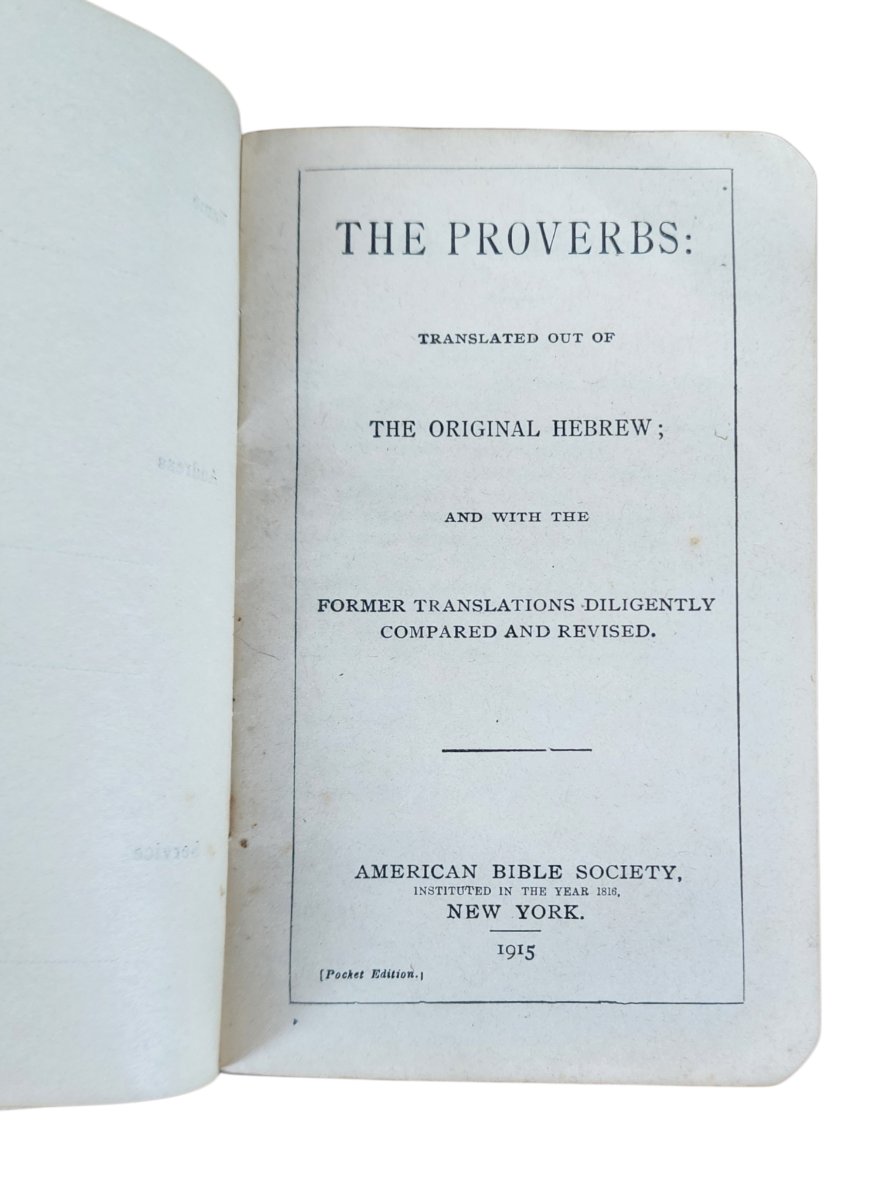 THE PROVERBS:
TRANSLATED OUT OF
THE ORIGINAL HEBREW;
AND WITH THE
FORMER TRANSLATIONS DILIGENTLY
COMPARED AND REVISED.
AMERICAN BIBLE SOCIETY,
INSTITUTED IN THE YEAR 1816,
NEW YORK.
1915
[Pocket Edition.]